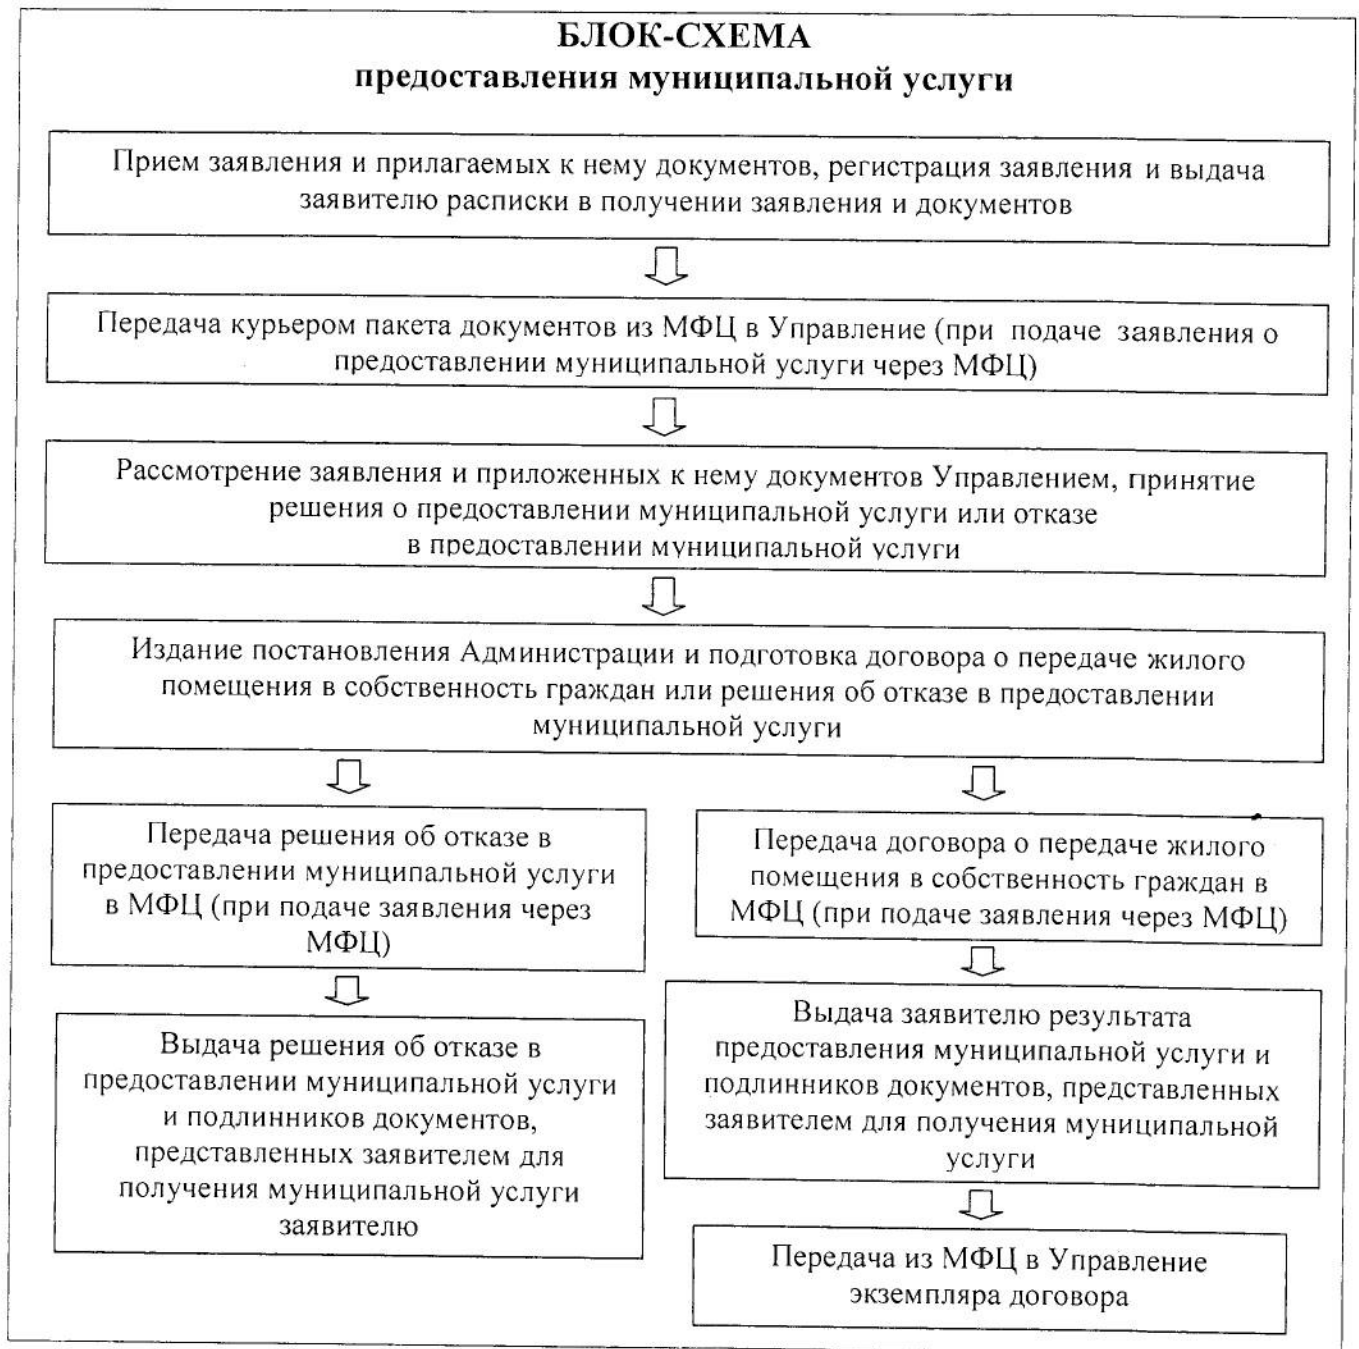 БЛОК-СХЕМА
предоставления муниципальной услуги
Прием заявления и прилагаемых к нему документов, регистрация заявления и выдача
заявителю расписки в получении заявления и документов
Передача курьером пакета документов из МФЦ в Управление (при подаче заявления о
предоставлении муниципальной услуги через МФЦ)
Рассмотрение заявления и приложенных к нему документов Управлением, принятие
решения о предоставлении муниципальной услуги или отказе
в предоставлении муниципальной услуги
Издание постановления Администрации и подготовка договора о передаче жилого
помещения в собственность граждан или решения об отказе в предоставлении
муниципальной услуги
Передача решения об отказе в
предоставлении муниципальной услуги
в МФЦ (при подаче заявления через
МФЦ)
Выдача решения об отказе в
предоставлении муниципальной услуги
и подлинников документов,
представленных заявителем для
получения муниципальной услуги
заявителю
Передача договора о передаче жилого
помещения в собственность граждан в
МФЦ (при подаче заявления через МФЦ)
Выдача заявителю результата
предоставления муниципальной услуги и
подлинников документов, представленных
заявителем для получения муниципальной
услуги
Передача из МФЦ в Управление
экземпляра договора